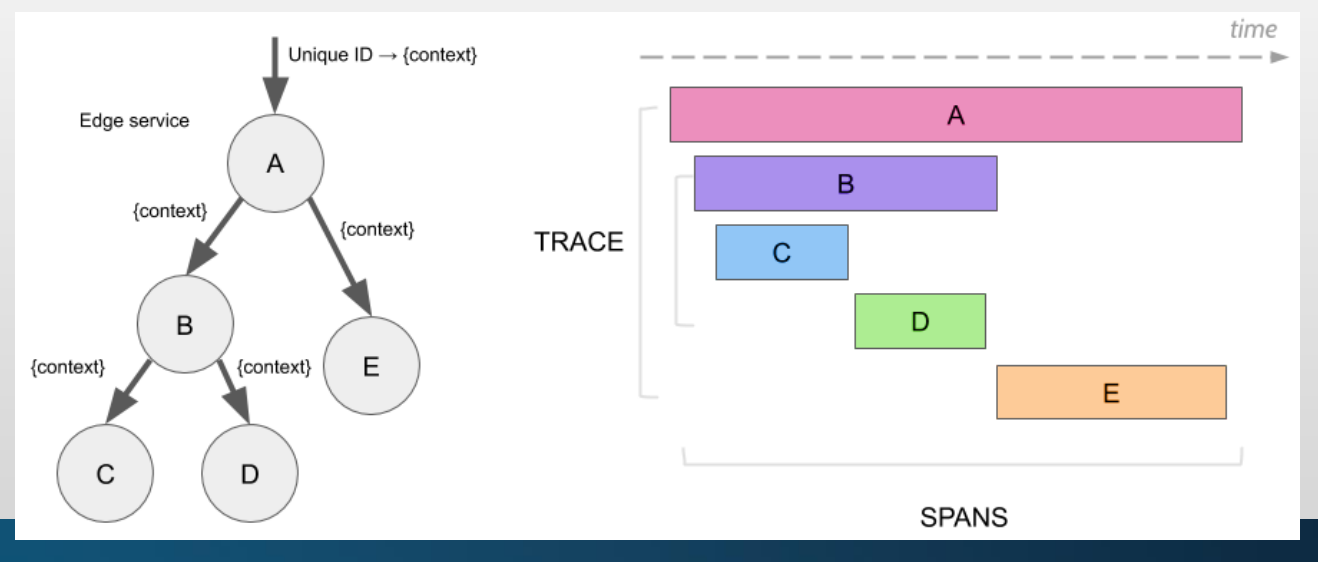 Unique ID → {context}
Edge service
A
{context}
{context}
B
E
{context}
{context}
C
D
time
A
B
TRACE
C
D
E
SPANS